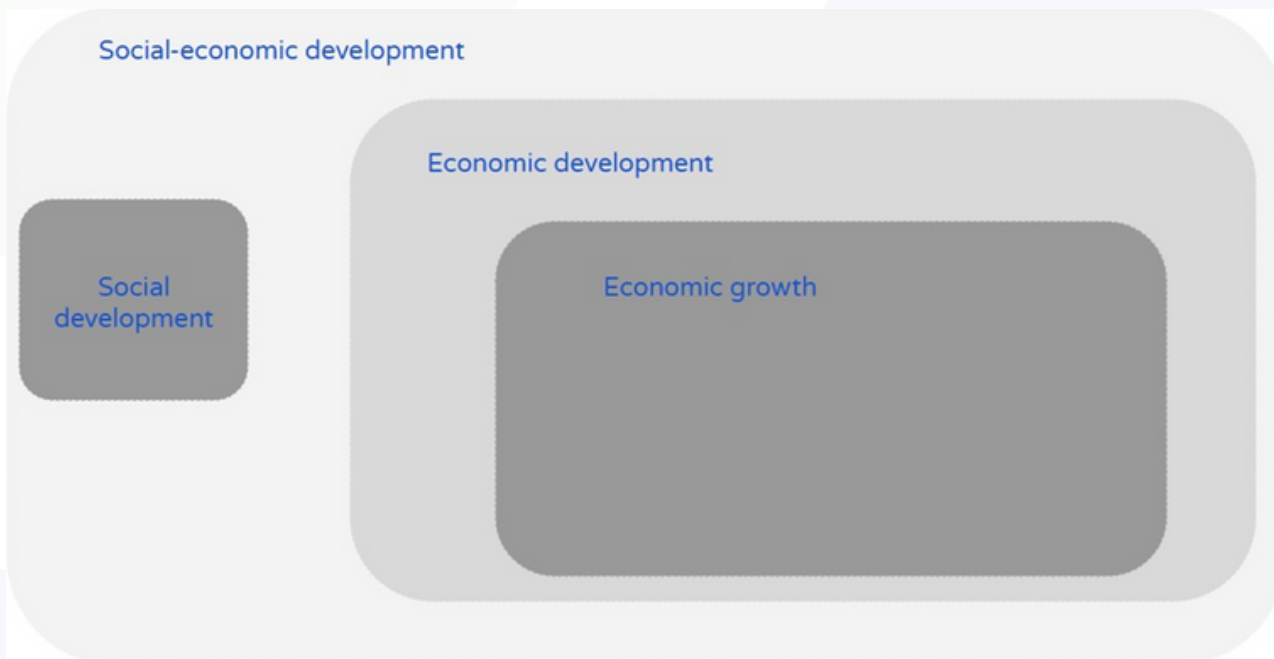 Social-economic development
Economic development
Social
development
Economic growth